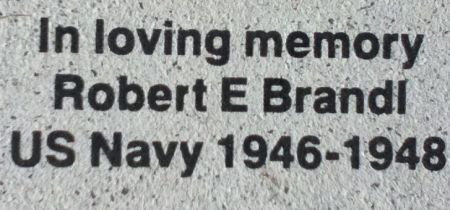 In loving memory
Robert E Brandl
US Navy 1946-1948